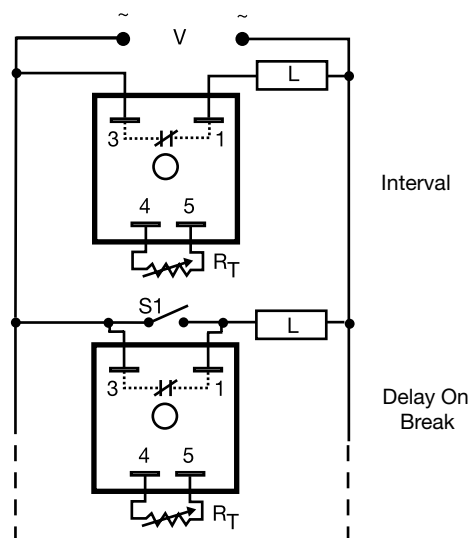 ~ V ~
L
3 1
Interval
4 5
RT
S1
L
3 1
Delay On
Break
4 5
RT